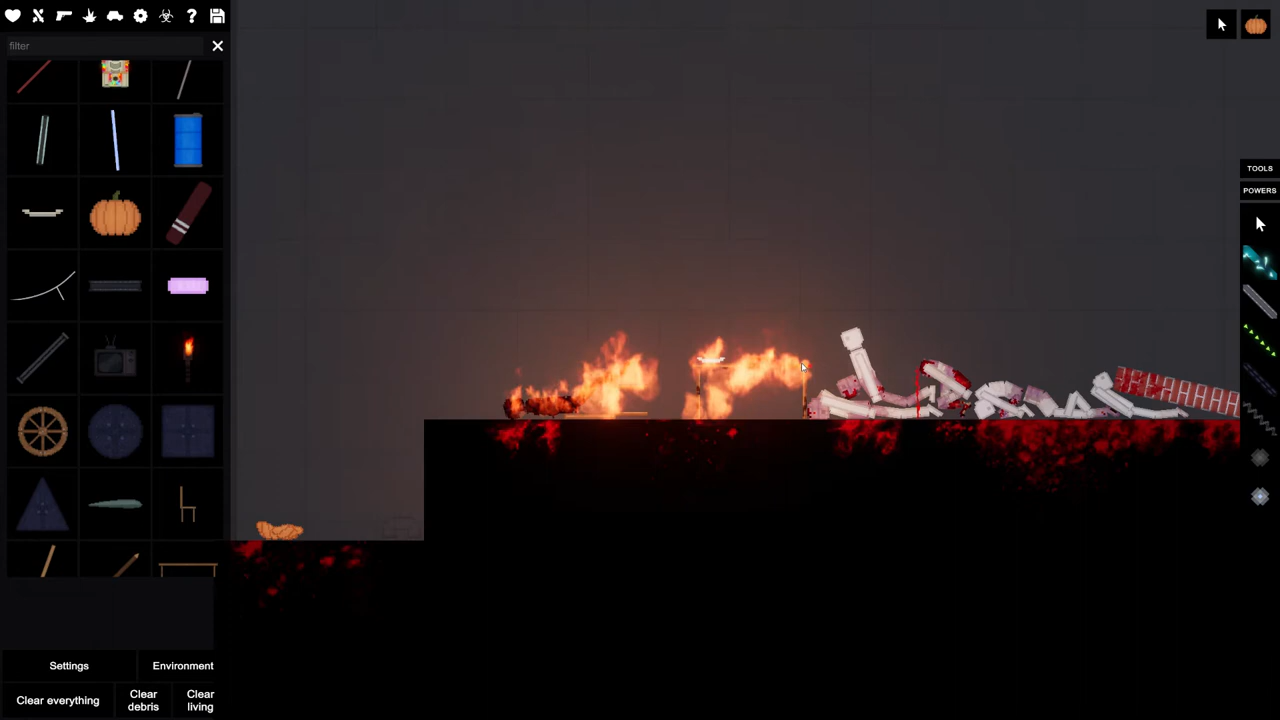 ?
filter
TOOLS
POWERS
Settings
Environment
Clear everything
Clear debris
Clear living